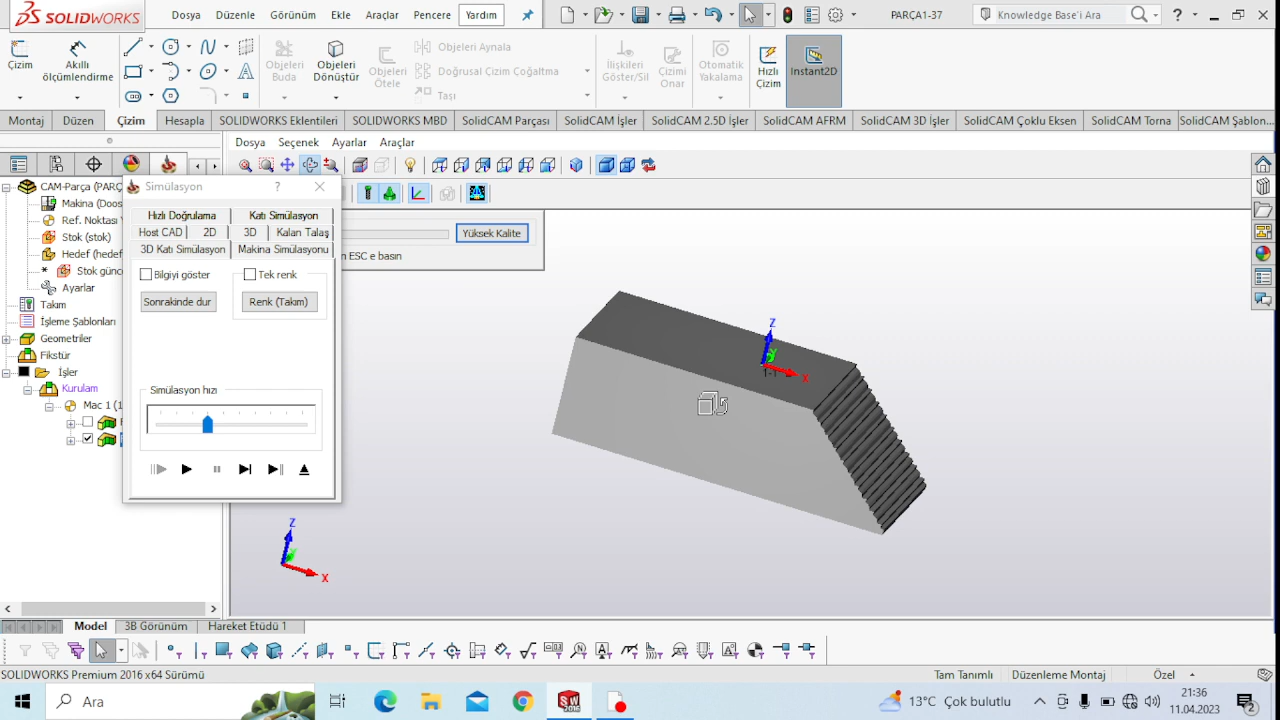 SOLIDWORKS
Dosya Düzenle Görünüm Ekle Araçlar Pencere Yardım
PARÇA1-37
Knowledge Base'i Ara
?
Çizim
Akıllı ölçümlendirme
Objeleri Buda
Objeleri Dönüştür
Objeleri Ötele
Objeleri Aynala
Doğrusal Çizim Çoğaltma
Taşı
İlişkileri Göster/Sil
Çizimi Onar
Otomatik Yakalama
Hızlı Çizim
Instant2D
Montaj Düzen Çizim Hesapla SOLIDWORKS Eklentileri SOLIDWORKS MBD SolidCAM Parçası SolidCAM İşler SolidCAM 2.5D İşler SolidCAM AFRM SolidCAM 3D İşler SolidCAM Çoklu Eksen SolidCAM Torna SolidCAM Şablon...
Dosya Seçenek Ayarlar Araçlar
CAM-Parça (PARÇ
Makina (Doos
Ref. Noktası
Stok (stok)
Hedef (hedef
Stok günc
Ayarlar
Takım
İşleme Şablonları
Geometriler
Fikstür
İşler
Kurulam
Mac 1 (1
Simülasyon ?
Hızlı Doğrulama Katı Simülasyon
Host CAD 2D 3D Kalan Talaş
3D Katı Simülasyon Makina Simülasyonu
Bilgiyi göster
Tek renk
Sonrakinde dur
Renk (Takım)
Simülasyon hızı
Yüksek Kalite
n ESC e basın
Z
X
1-1
Z
X
Model 3B Görünüm Hareket Etüdü 1
SOLIDWORKS Premium 2016 x64 Sürümü
Tam Tanımlı Düzenleme Montaj Özel
Ara
13°C Çok bulutlu
21:36
11.04.2023
2